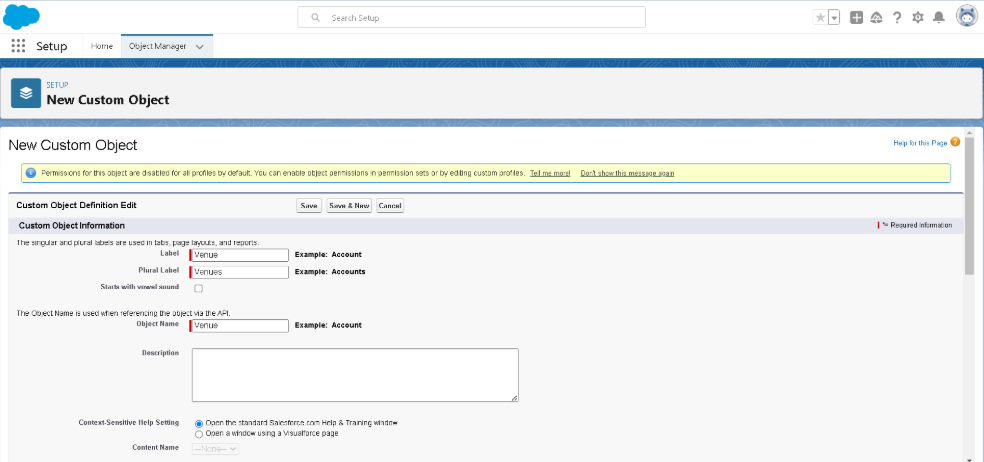 Search Setup
Setup Home Object Manager
SETUP
New Custom Object
New Custom Object
Help for this Page
Permissions for this object are disabled for all profiles by default. You can enable object permissions in permission sets or by editing custom profiles. Tell me more! Don't show this message again
Custom Object Definition Edit Save Save & New Cancel
Custom Object Information = Required Information
The singular and plural labels are used in tabs, page layouts, and reports.
Label Venue Example: Account
Plural Label Venues Example: Accounts
Starts with vowel sound
The Object Name is used when referencing the object via the API.
Object Name Venue Example: Account
Description
Context-Sensitive Help Setting Open the standard Salesforce.com Help & Training window
Open a window using a Visualforce page
Content Name --None--